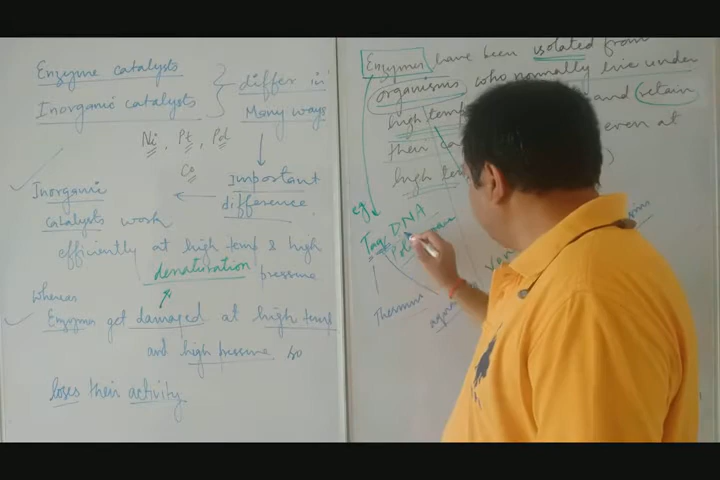 Enzyme catalysts
Inorganic catalysts
differ in
Many ways
Ni, Pt, Pd
Co
Important
difference
Inorganic
catalysts work
efficiently at high temp & high
pressure
denaturation
whereas
Enzymes get damaged at high temp
and high pressure so
loses their activity
Enzymes have been isolated from
organisms who normally live under
high temp and retain
their even at
high
eg
Taq DNA
Thermus